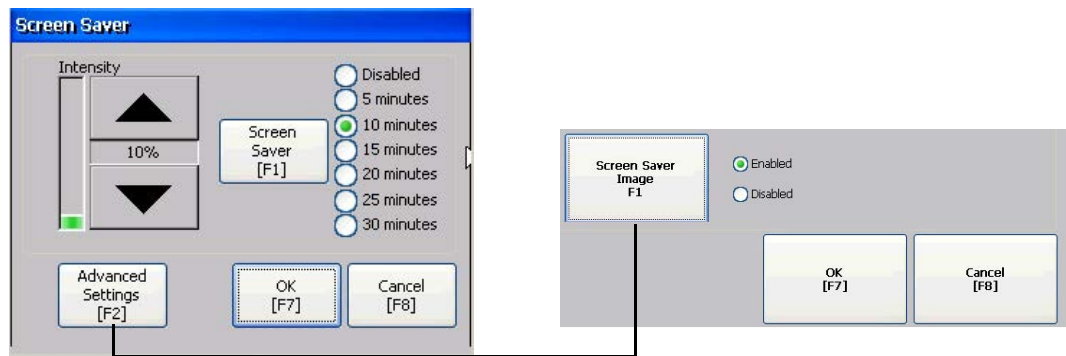 Screen Saver
Intensity
10%
Screen
Saver
[F1]
Disabled
5 minutes
10 minutes
15 minutes
20 minutes
25 minutes
30 minutes
Advanced
Settings
[F2]
OK
[F7]
Cancel
[F8]
Screen Saver
Image
F1
Enabled
Disabled
OK
[F7]
Cancel
[F8]